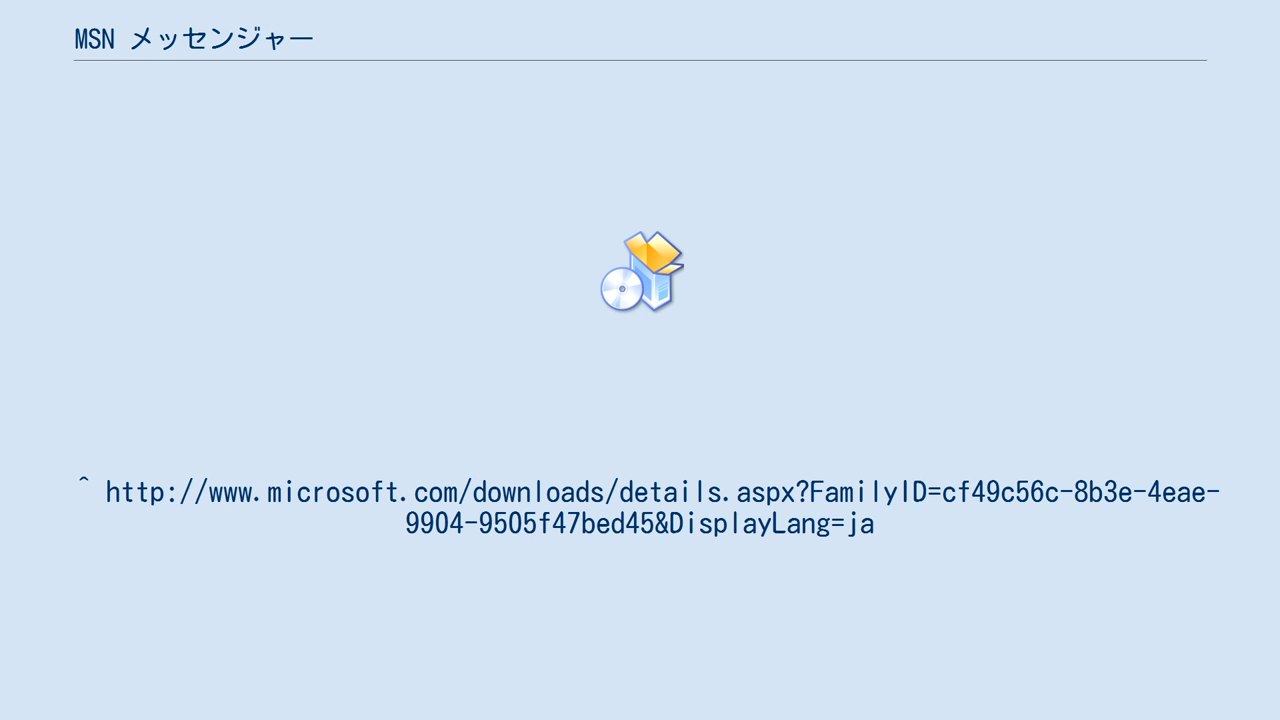 MSN メッセンジャー
^ http://www.microsoft.com/downloads/details.aspx?FamilyID=cf49c56c-8b3e-4eae-
9904-9505f47bed45&DisplayLang=ja